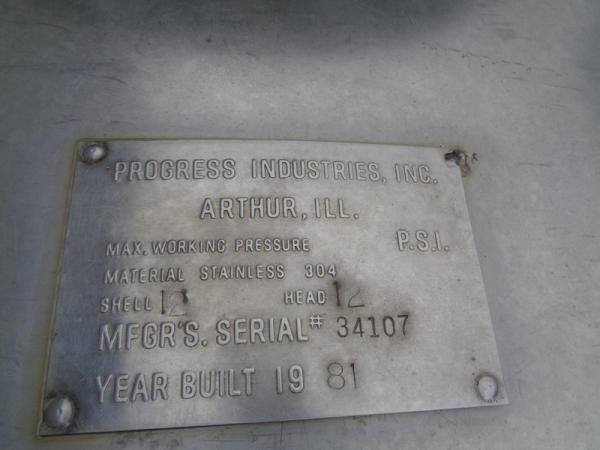 PROGRESS INDUSTRIES, INC.
ARTHUR, ILL.
MAX. WORKING PRESSURE P.S.I.
MATERIAL STAINLESS 304
SHELL 12 HEAD 12
MFGR'S. SERIAL# 34107
YEAR BUILT 19 81